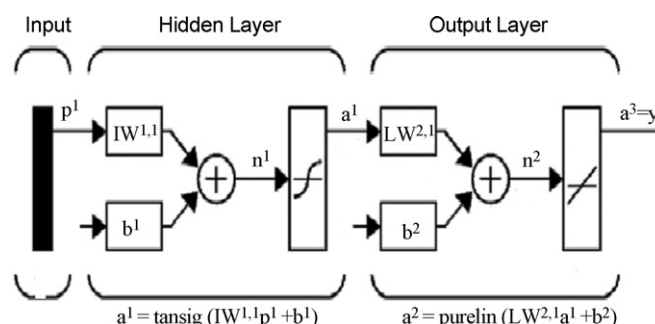 Input Hidden Layer Output Layer
p¹ a¹ a³=y
IW¹,¹ LW²,¹
n¹ n²
b¹ b²
a¹ = tansig (IW¹,¹p¹ +b¹) a² = purelin (LW²,¹a¹ +b²)